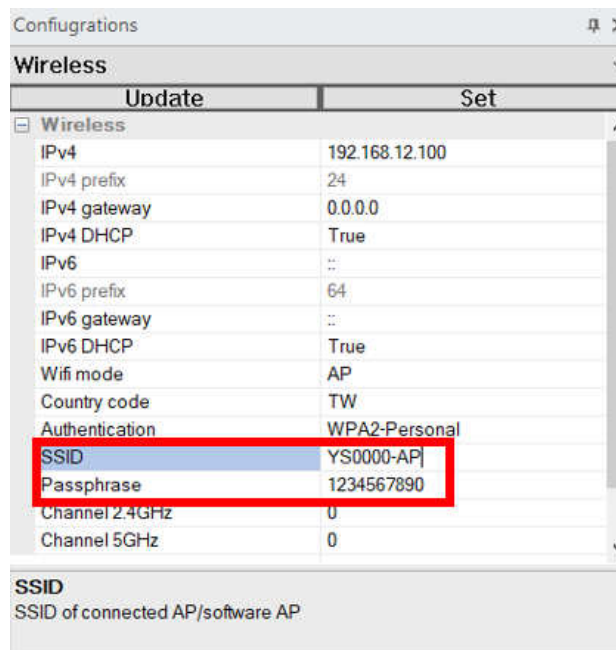 Confiugrations
Wireless
Update Set
Wireless
IPv4 192.168.12.100
IPv4 prefix 24
IPv4 gateway 0.0.0.0
IPv4 DHCP True
IPv6 ::
IPv6 prefix 64
IPv6 gateway ::
IPv6 DHCP True
Wifi mode AP
Country code TW
Authentication WPA2-Personal
SSID YS0000-AP
Passphrase 1234567890
Channel 2.4GHz 0
Channel 5GHz 0
SSID
SSID of connected AP/software AP